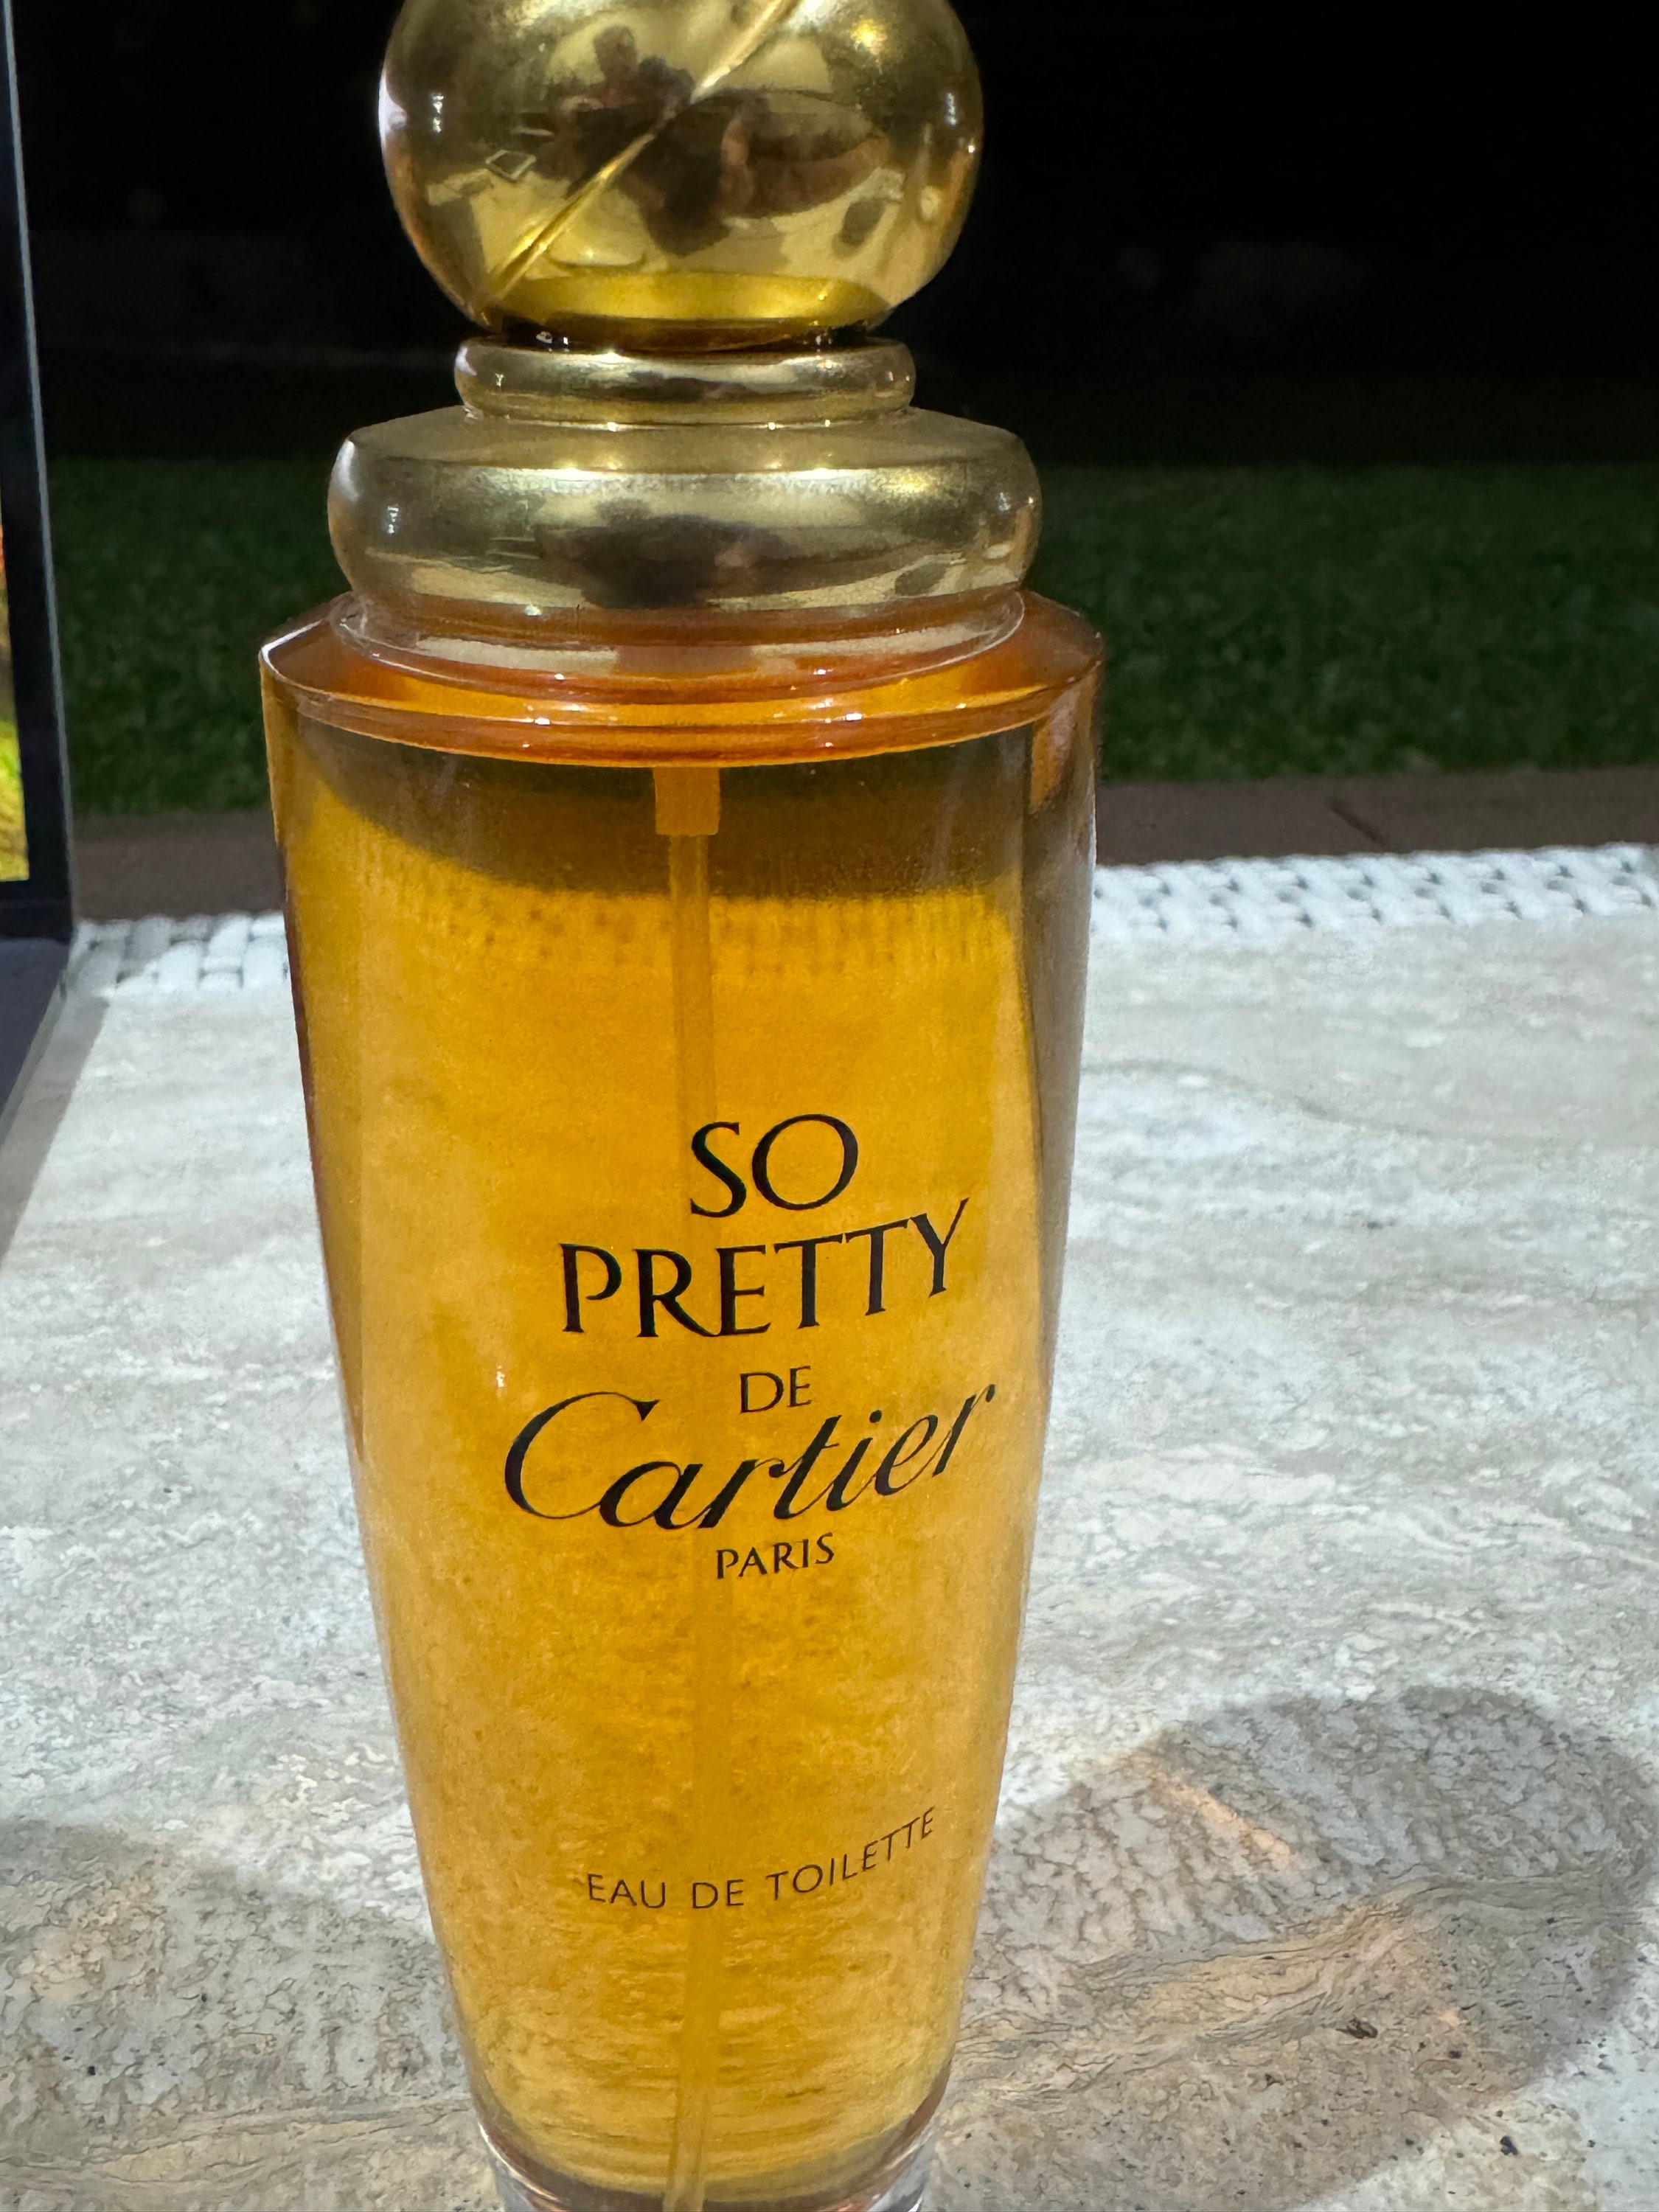 SO
PRETTY
DE
Cartier
PARIS
EAU DE TOILETTE